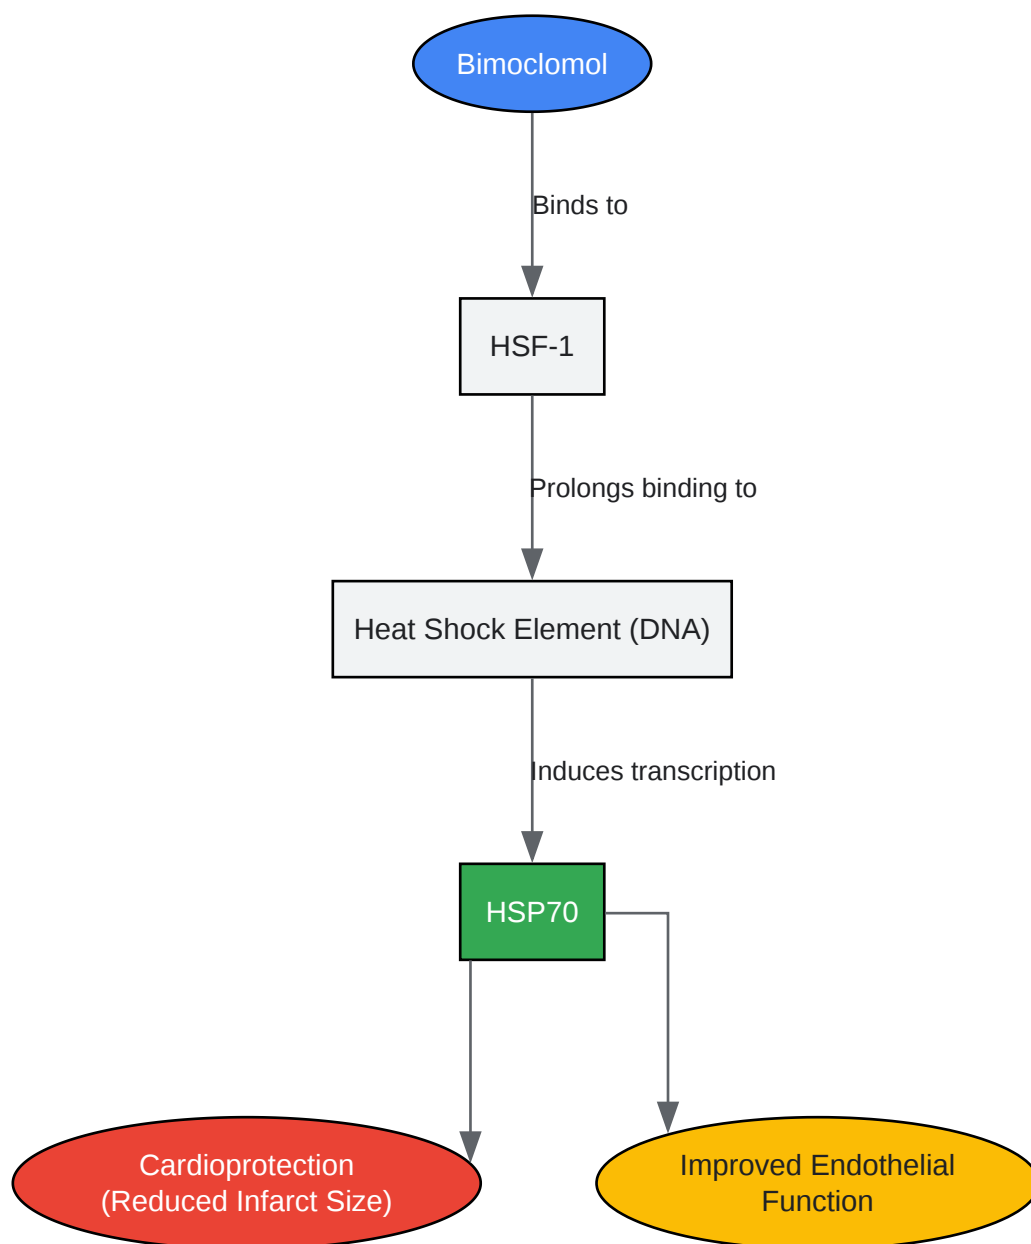 Bimoclomol
Binds to
HSF-1
Prolongs binding to
Heat Shock Element (DNA)
Induces transcription
HSP70
Cardioprotection
(Reduced Infarct Size)
Improved Endothelial
Function